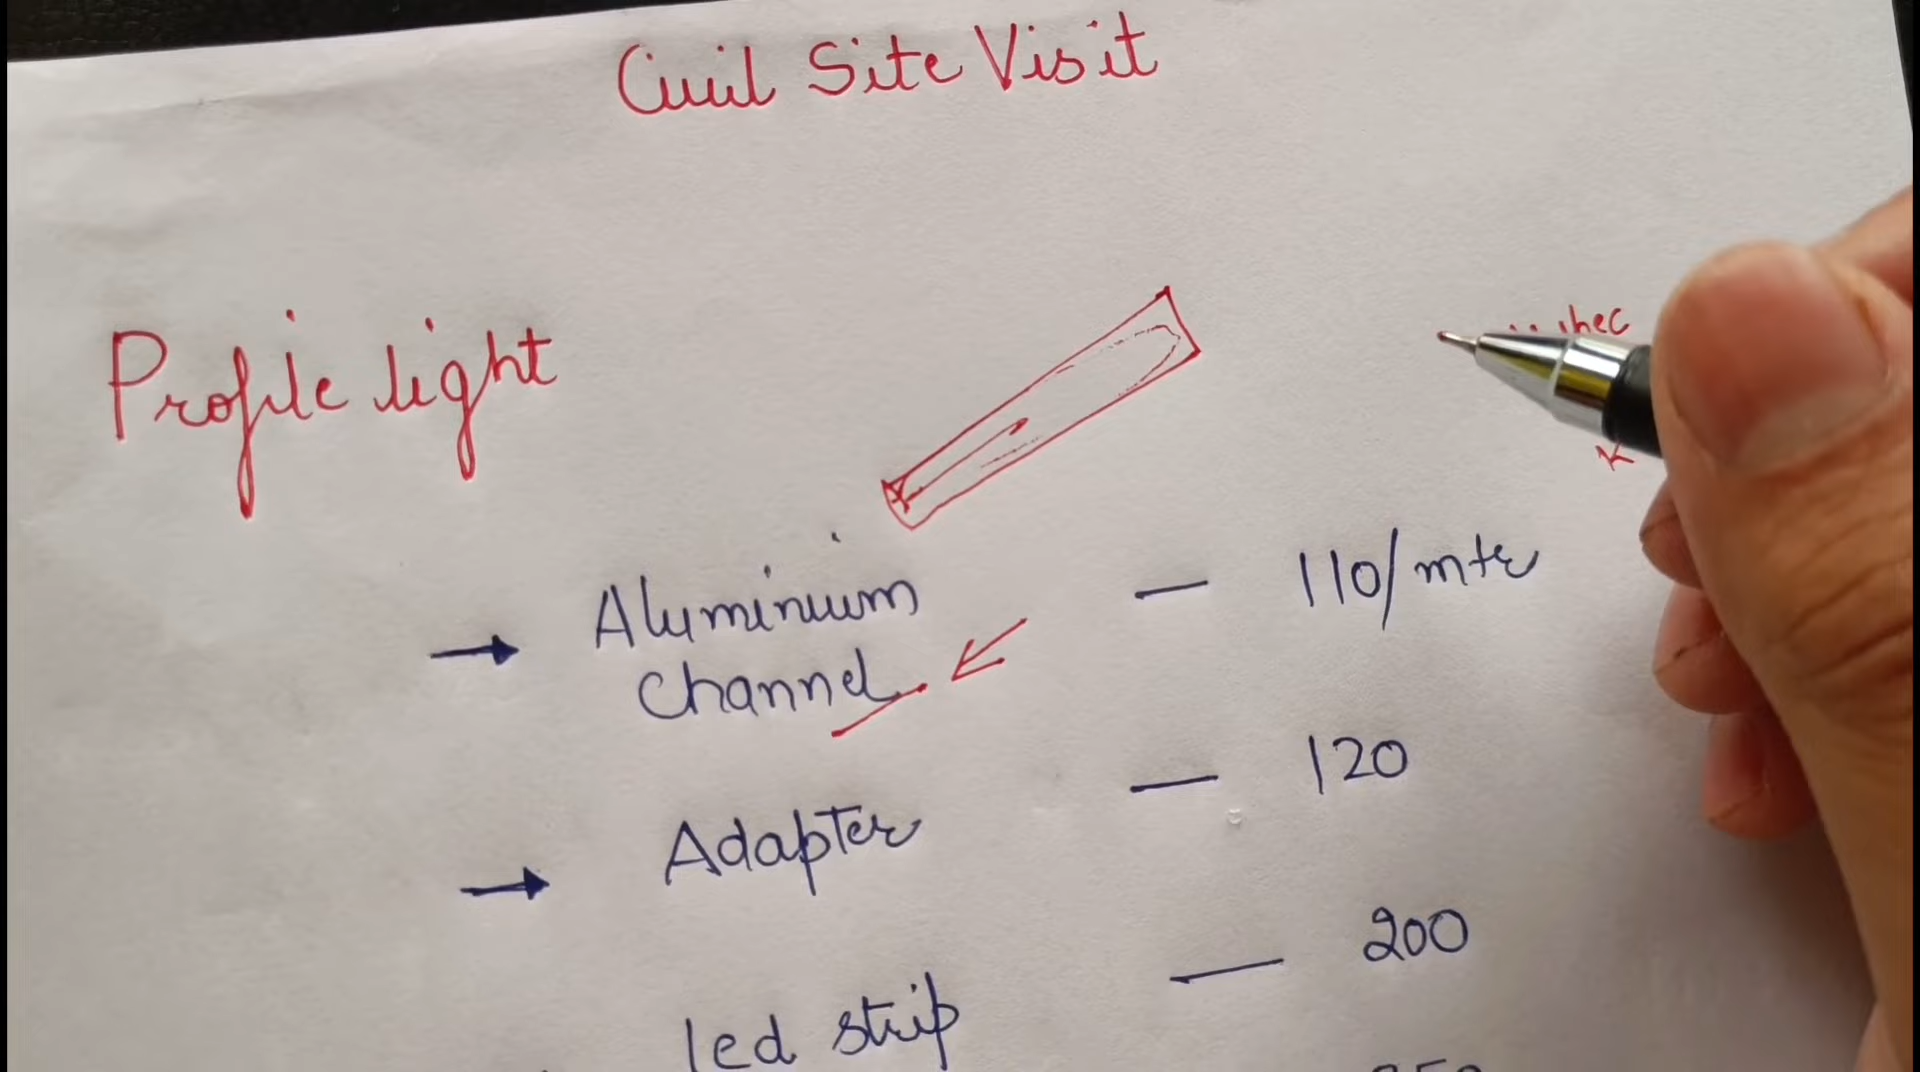 Civil Site Visit
Profile light
→ Aluminium — 110/mtr
Channel
→ Adapter — 120
led strip — 200